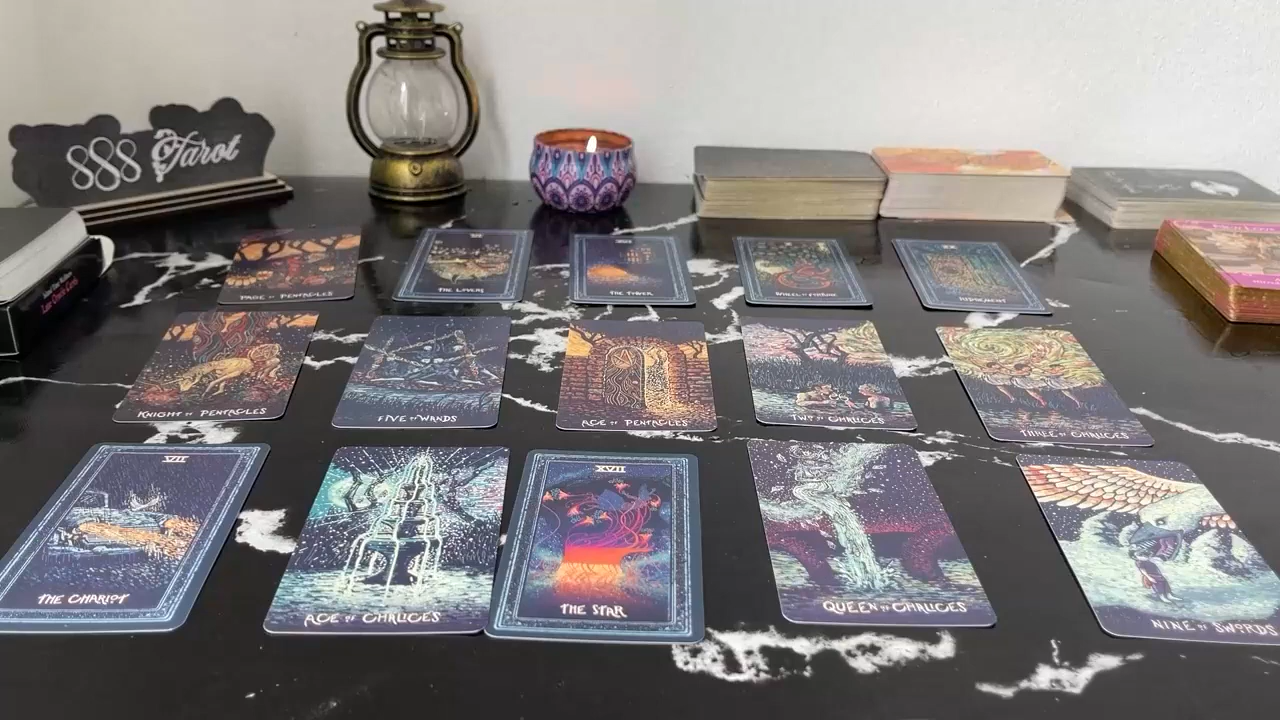 888 Tarot
PAGE OF PENTACLES
THE LOVERS
THE TOWER
WHEEL OF FORTUNE
JUDGEMENT
KNIGHT OF PENTACLES
FIVE OF WANDS
ACE OF PENTACLES
TWO OF CHALICES
THREE OF CHALICES
VII
THE CHARIOT
ACE OF CHALICES
XVII
THE STAR
QUEEN OF CHALICES
NINE OF SWORDS